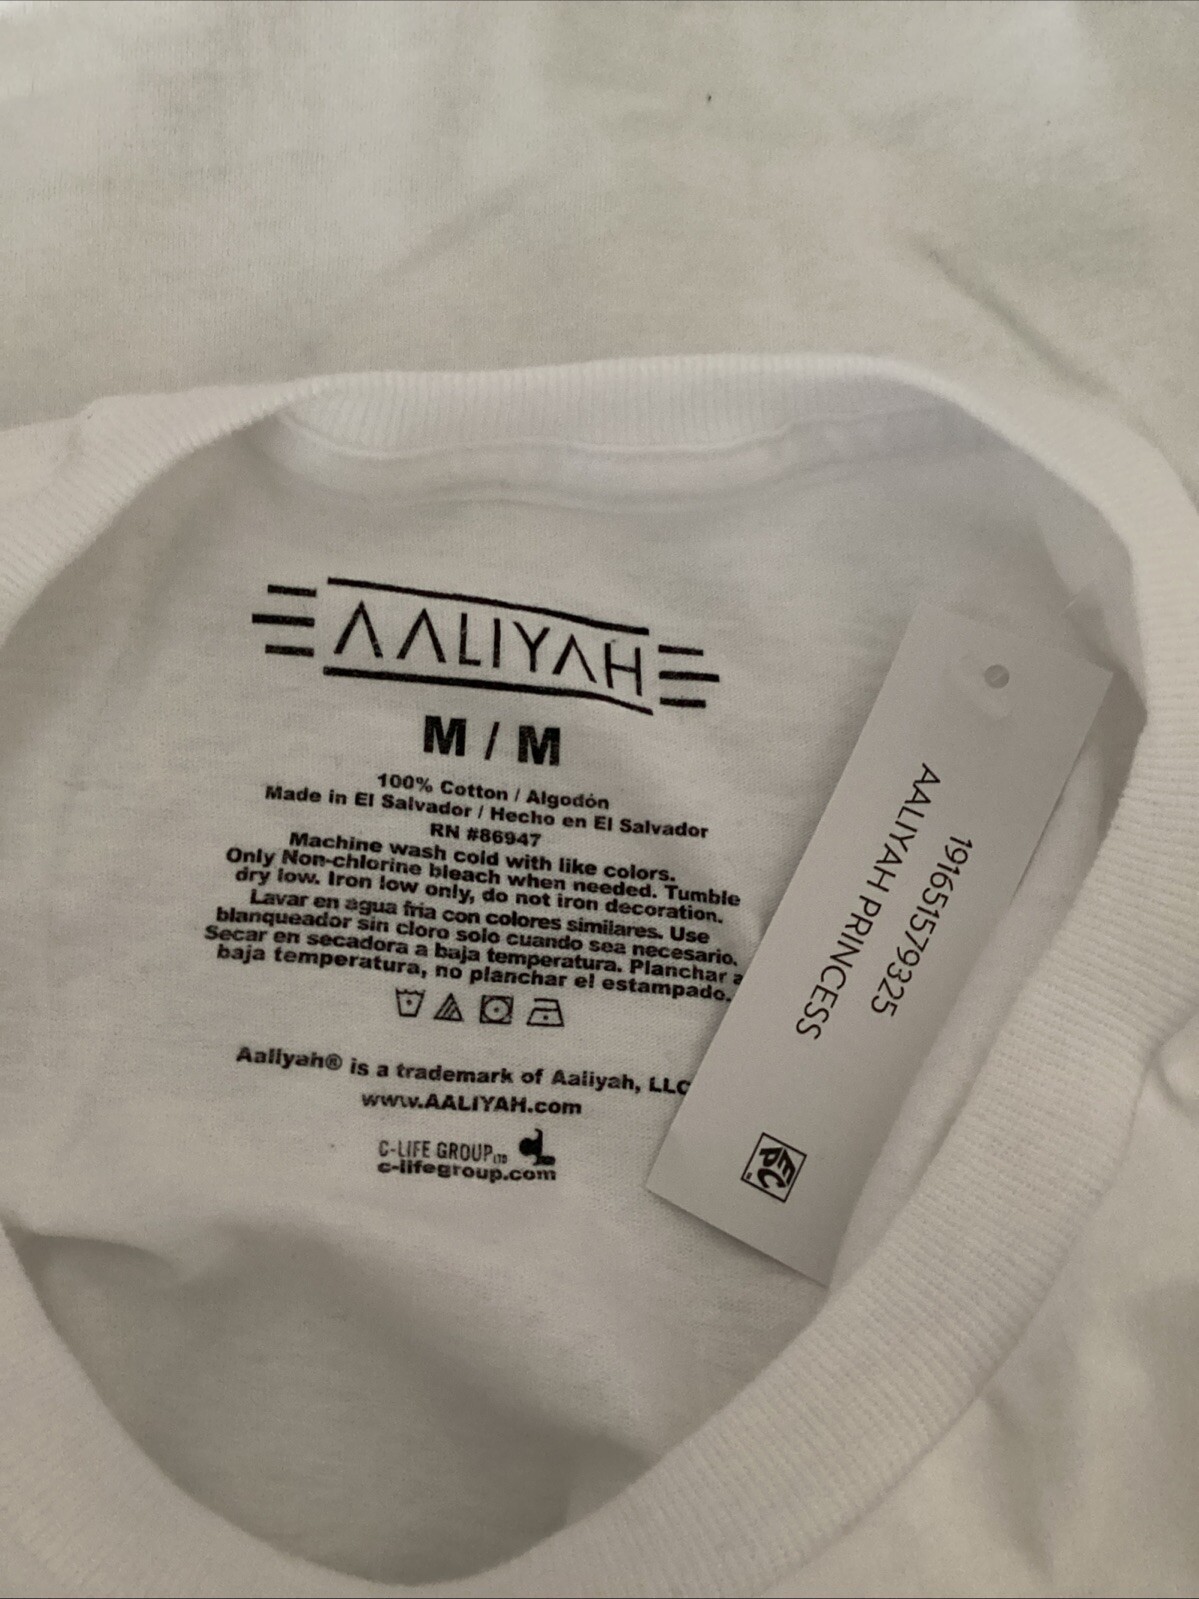 AALIYAH
M / M
100% Cotton / Algodón
Made in El Salvador / Hecho en El Salvador
RN #86947
Machine wash cold with like colors.
Only Non-chlorine bleach when needed. Tumble
dry low. Iron low only, do not iron decoration.
Lavar en agua fria con colores similares. Use
blanqueador sin cloro solo cuando sea necesario.
Secar en secadora a baja temperatura. Planchar a
baja temperatura, no planchar el estampado.
Aaliyah® is a trademark of Aaliyah, LLC
www.AALIYAH.com
C-LIFE GROUP LTD
c-lifegroup.com
191651579325
AALIYAH PRINCESS